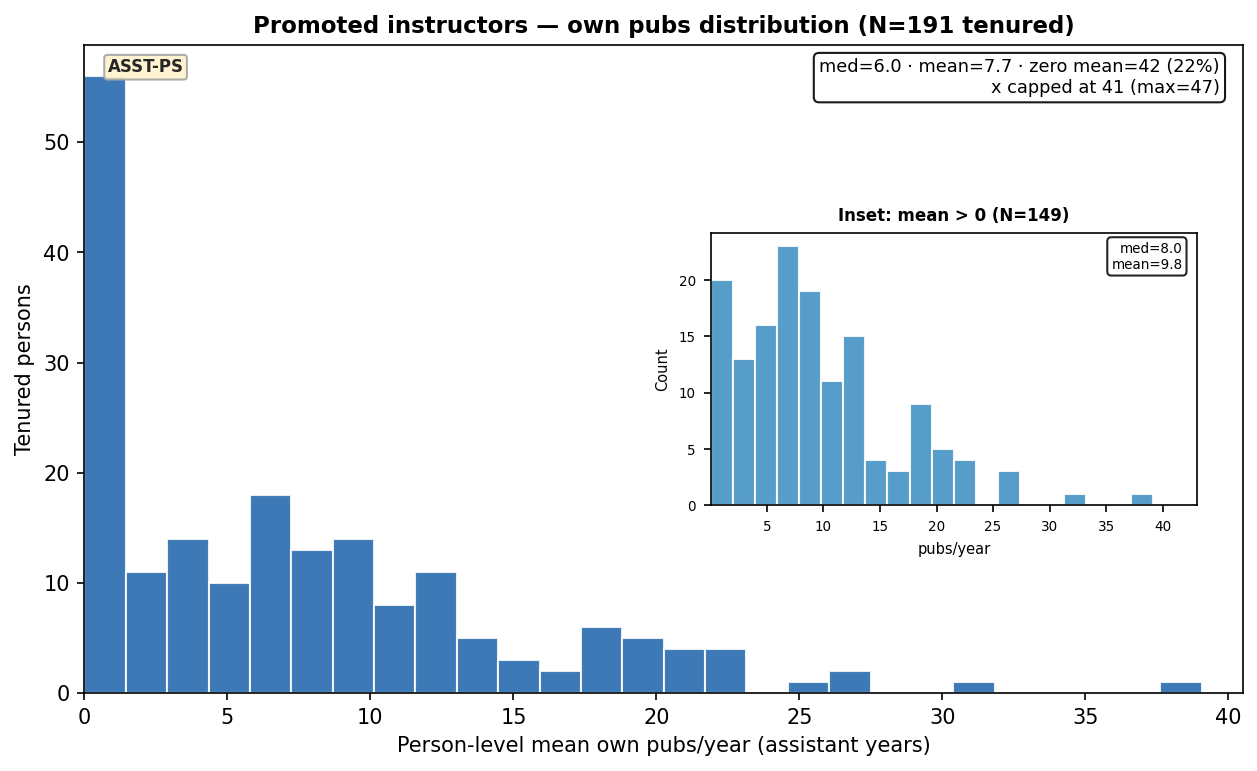 Promoted instructors — own pubs distribution (N=191 tenured)
ASST-PS
med=6.0 · mean=7.7 · zero mean=42 (22%)
x capped at 41 (max=47)
Tenured persons
50
40
30
20
10
0
0 5 10 15 20 25 30 35 40
Person-level mean own pubs/year (assistant years)
Inset: mean > 0 (N=149)
med=8.0
mean=9.8
Count
20
15
10
5
0
5 10 15 20 25 30 35 40
pubs/year